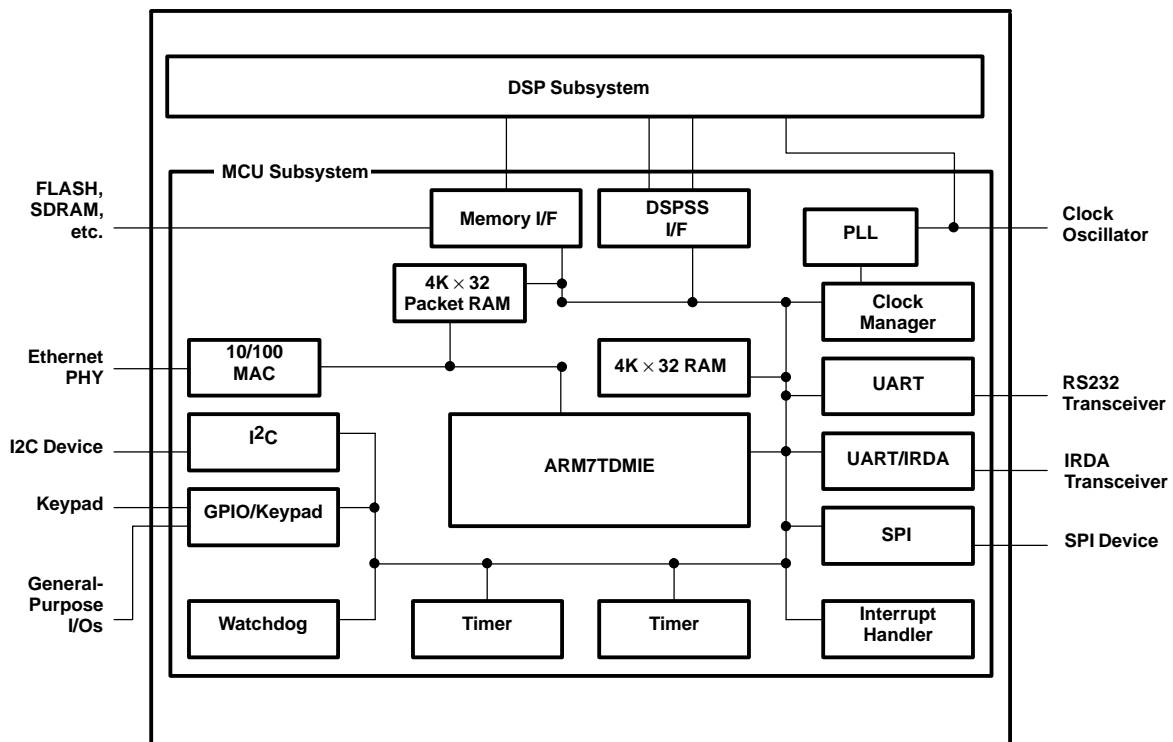 DSP Subsystem
MCU Subsystem
FLASH,
SDRAM,
etc.
Memory I/F
DSPSS
I/F
PLL
Clock
Oscillator
4K × 32
Packet RAM
Clock
Manager
Ethernet
PHY
10/100
MAC
4K × 32 RAM
UART
RS232
Transceiver
I2C Device
I²C
ARM7TDMIE
UART/IRDA
IRDA
Transceiver
Keypad
GPIO/Keypad
SPI
SPI Device
General-
Purpose
I/Os
Watchdog
Timer
Timer
Interrupt
Handler